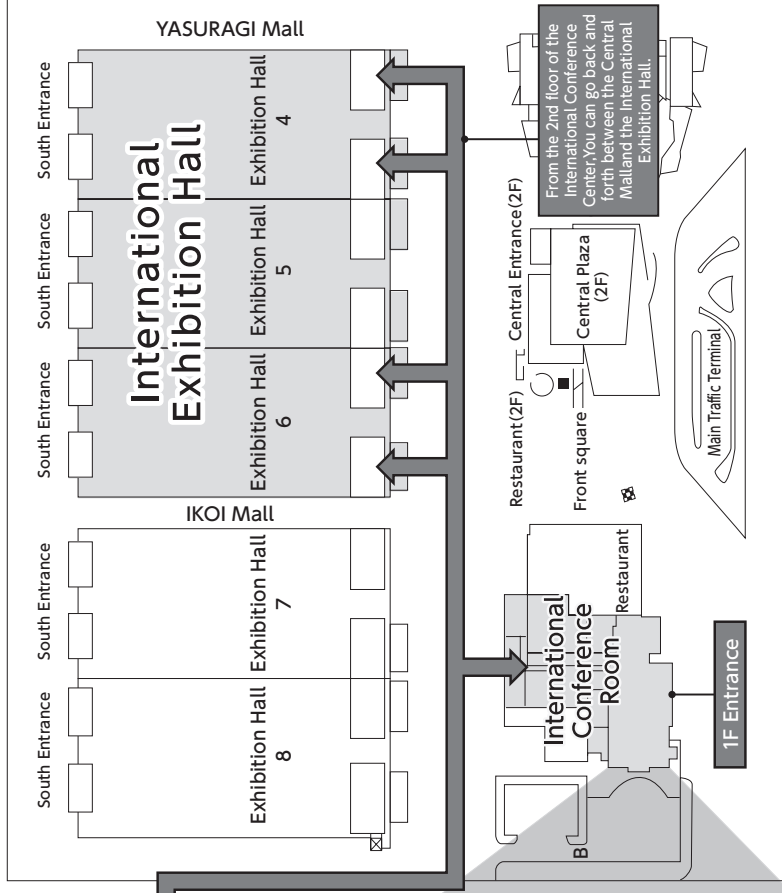 YASURAGI Mall
South Entrance
South Entrance
South Entrance
South Entrance
South Entrance
International
Exhibition Hall
Exhibition Hall
4
Exhibition Hall
5
Exhibition Hall
6
IKOI Mall
Exhibition Hall
7
Exhibition Hall
8
From the 2nd floor of the
International Conference
Center,You can go back and
forth between the Central
Malland the International
Exhibition Hall.
Restaurant(2F)
Central Entrance(2F)
Central Plaza
(2F)
Front square
Main Traffic Terminal
International
Conference
Room
Restaurant
1F Entrance
B